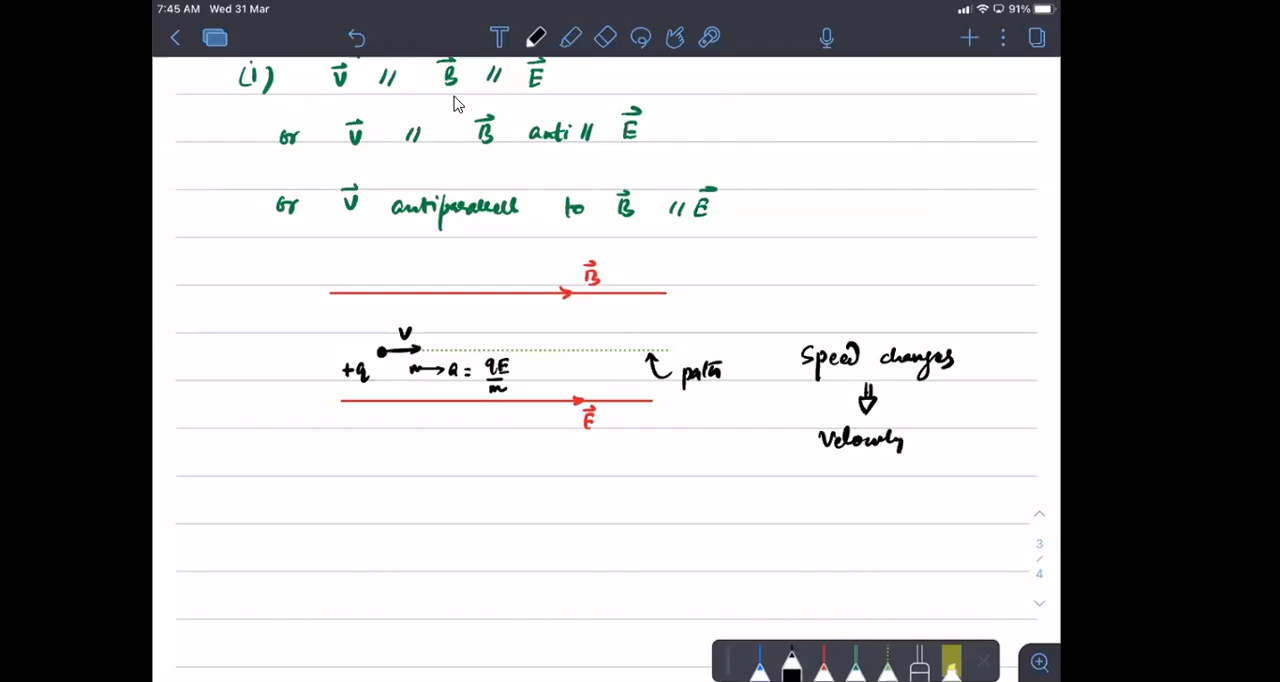 7:45 AM Wed 31 Mar
91%
T
(i) V⃗ // B⃗ // E⃗
or V⃗ // B⃗ anti // E⃗
or V⃗ antiparallel to B⃗ // E⃗
B⃗
V
+q m→ a = qE/m
path
E⃗
Speed changes
⇓
Velocity
3
/
4